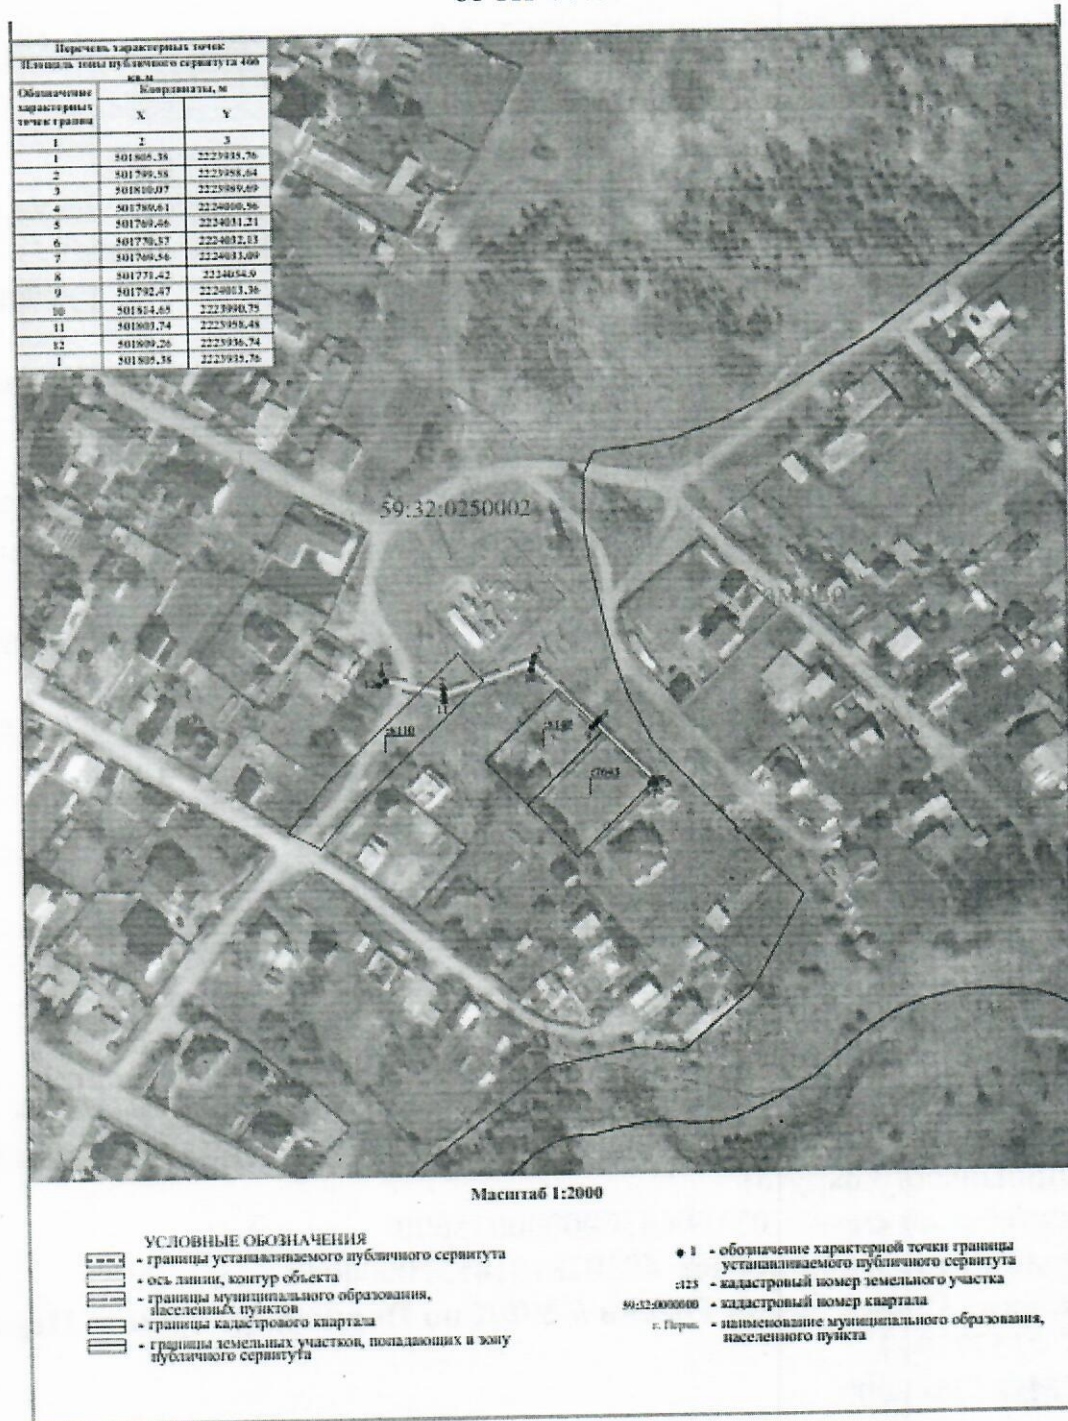 Перечень характерных точек
Площадь зоны публичного сервитута 466
кв.м
Обозначение характерных точек границ
Координаты, м
X Y
1 2 3
1 501805.38 2223935.76
2 501799.58 2223958.64
3 501810.07 2223989.69
4 501789.61 2224010.56
5 501769.46 2224031.21
6 501770.37 2224032.13
7 501769.56 2224033.09
8 501771.42 2224034.9
9 501792.47 2224013.36
10 501814.65 2223990.75
11 501803.74 2223958.48
12 501809.26 2223936.74
1 501805.38 2223935.76
59:32:0250002
11
:7643
Масштаб 1:2000
УСЛОВНЫЕ ОБОЗНАЧЕНИЯ
- границы устанавливаемого публичного сервитута
- ось линии, контур объекта
- границы муниципального образования,
населенных пунктов
- границы кадастрового квартала
- границы земельных участков, попадающих в зону
публичного сервитута
1 - обозначение характерной точки границы
устанавливаемого публичного сервитута
:123 - кадастровый номер земельного участка
59:32:0000000 - кадастровый номер квартала
г. Пермь - наименование муниципального образования,
населенного пункта